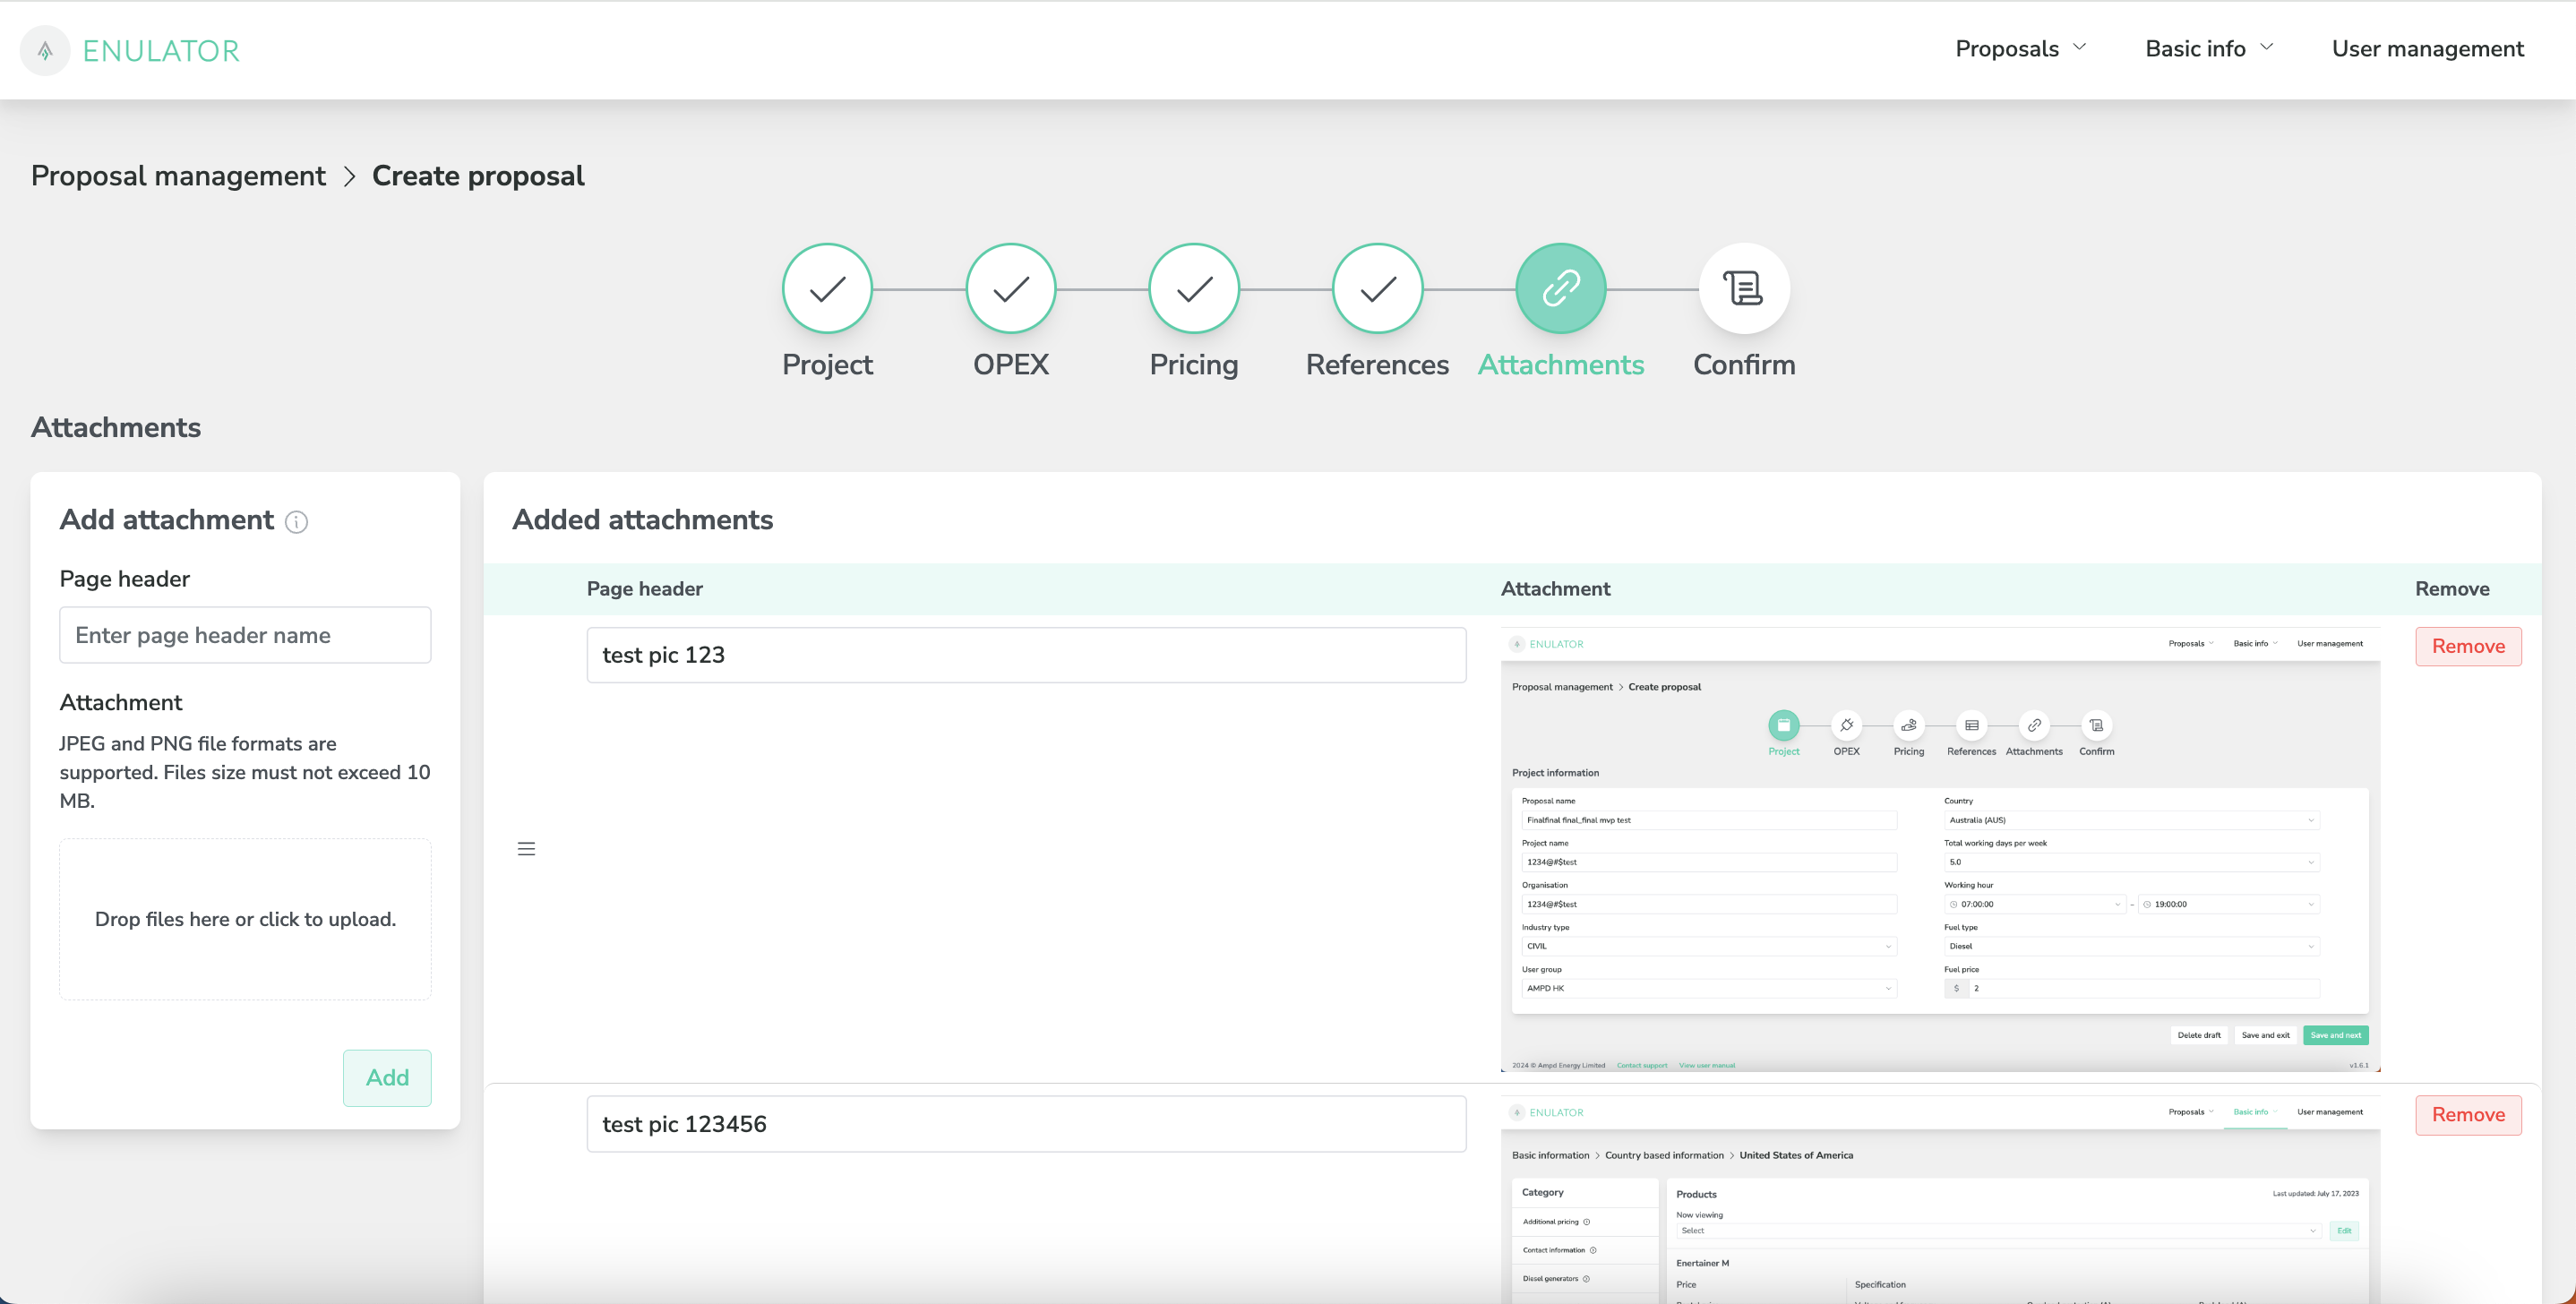 ENULATOR
Proposals
Basic info
User management
Proposal management > Create proposal
Project
OPEX
Pricing
References
Attachments
Confirm
Attachments
Add attachment
Page header
Enter page header name
Attachment
JPEG and PNG file formats are
supported. Files size must not exceed 10
MB.
Drop files here or click to upload.
Add
Added attachments
Page header
Attachment
Remove
test pic 123
Remove
ENULATOR
Proposals
Basic info
User management
Proposal management > Create proposal
Project
OPEX
Pricing
References
Attachments
Confirm
Project information
Proposal name
Country
Finalfinal final_final mvp test
Australia (AUS)
Project name
Total working days per week
1234@#$test
5.0
Organisation
Working hour
1234@#$test
07:00:00 - 19:00:00
Industry type
Fuel type
CIVIL
Diesel
User group
Fuel price
AMPD HK
$ 2
Delete draft
Save and exit
Save and next
2024 © Ampd Energy Limited
Contact support
View user manual
v1.6.1
test pic 123456
Remove
ENULATOR
Proposals
Basic info
User management
Basic information > Country based information > United States of America
Category
Products
Last updated: July 17, 2023
Additional pricing
Now viewing
Select
Edit
Contact information
Enertainer M
Diesel generators
Price
Specification